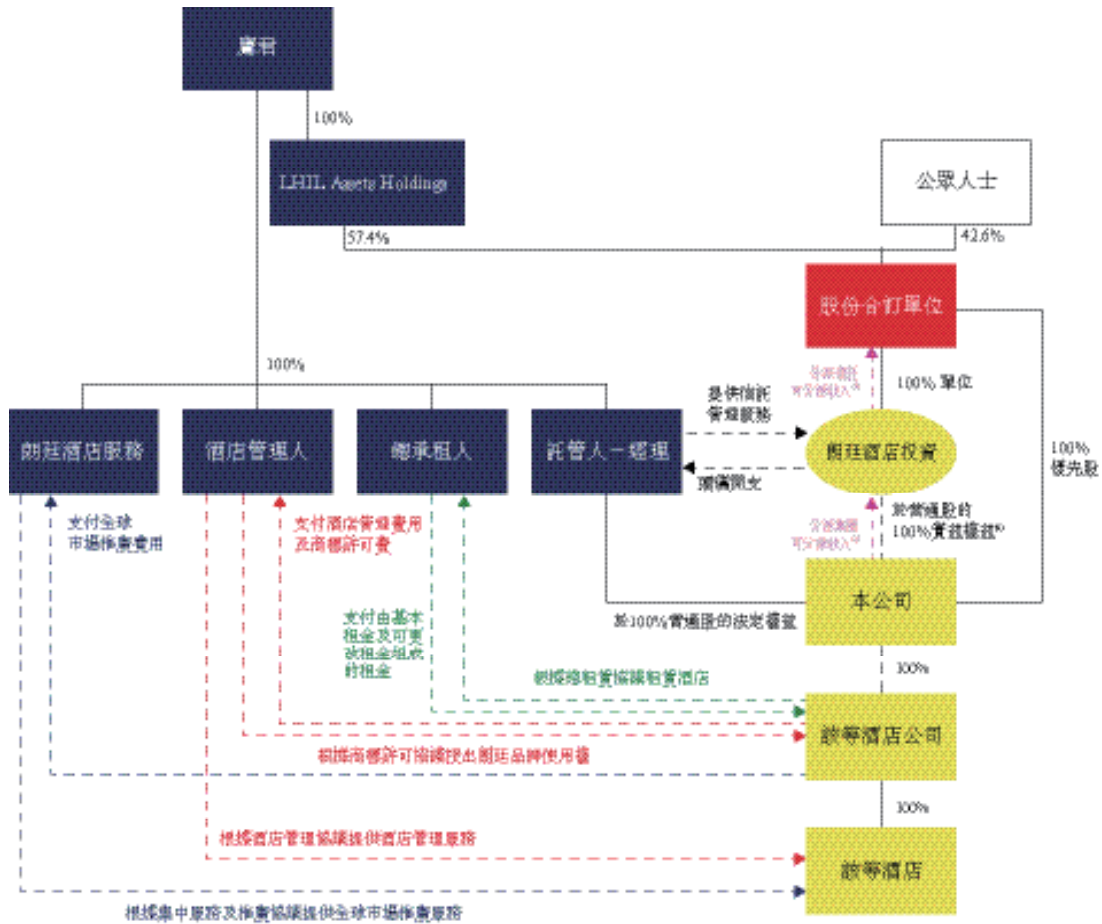 鷹君
100%
LHIL Assets Holdings
公眾人士
57.4%
42.6%
股份合訂單位
100%
100% 單位
提供信託
管理服務
100%
優先股
朗廷酒店服務
酒店管理人
總承租人
託管人－經理
朗廷酒店投資
支付全球
市場推廣費用
支付酒店管理費用
及商標許可費
於普通股的
100%實益權益
本公司
支付由基本
租金及可更
改租金組成
的租金
於100%普通股的法定權益
根據總租賃協議租賃酒店
100%
該等酒店公司
根據商標許可協議授出朗廷品牌使用權
100%
根據酒店管理協議提供酒店管理服務
該等酒店
根據集中服務及推廣協議提供全球市場推廣服務